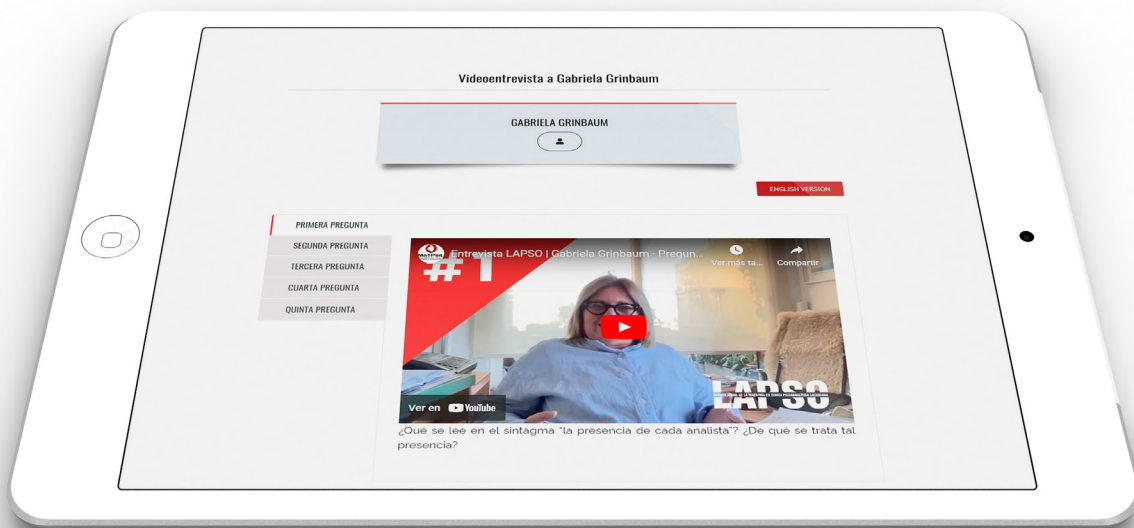 Videoentrevista a Gabriela Grinbaum
GABRIELA GRINBAUM
ENGLISH VERSION
PRIMERA PREGUNTA
SEGUNDA PREGUNTA
TERCERA PREGUNTA
CUARTA PREGUNTA
QUINTA PREGUNTA
Entrevista LAPSO | Gabriela Grinbaum - Pregun...
Ver más ta...
Compartir
#1
LAPSO
Ver en YouTube
¿Qué se lee en el sintagma "la presencia de cada analista"? ¿De qué se trata tal
presencia?